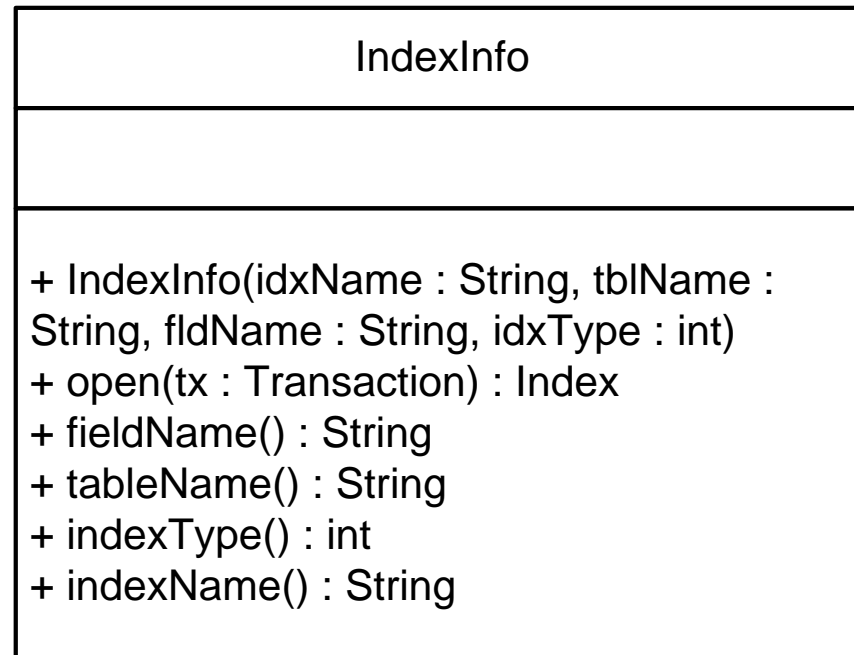 IndexInfo
+ IndexInfo(idxName : String, tblName :
String, fldName : String, idxType : int)
+ open(tx : Transaction) : Index
+ fieldName() : String
+ tableName() : String
+ indexType() : int
+ indexName() : String